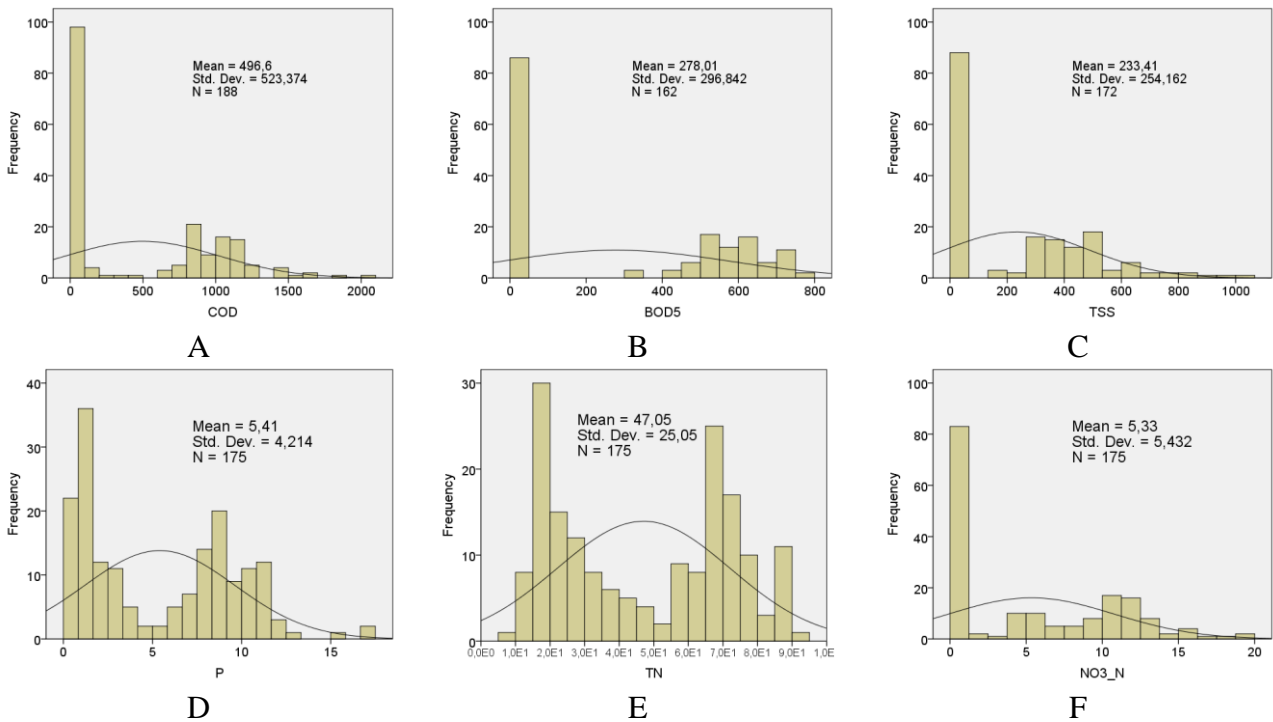 100
80
60
40
20
0
Frequency
Mean = 496,6
Std. Dev. = 523,374
N = 188
0 500 1000 1500 2000
COD
A
100
80
60
40
20
0
Frequency
Mean = 278,01
Std. Dev. = 296,842
N = 162
0 200 400 600 800
BOD5
B
100
80
60
40
20
0
Frequency
Mean = 233,41
Std. Dev. = 254,162
N = 172
0 200 400 600 800 1000
TSS
C
40
30
20
10
0
Frequency
Mean = 5,41
Std. Dev. = 4,214
N = 175
0 5 10 15
P
D
30
20
10
0
Frequency
Mean = 47,05
Std. Dev. = 25,05
N = 175
0,0E0 1,0E1 2,0E1 3,0E1 4,0E1 5,0E1 6,0E1 7,0E1 8,0E1 9,0E1 1,0E
TN
E
100
80
60
40
20
0
Frequency
Mean = 5,33
Std. Dev. = 5,432
N = 175
0 5 10 15 20
NO3_N
F